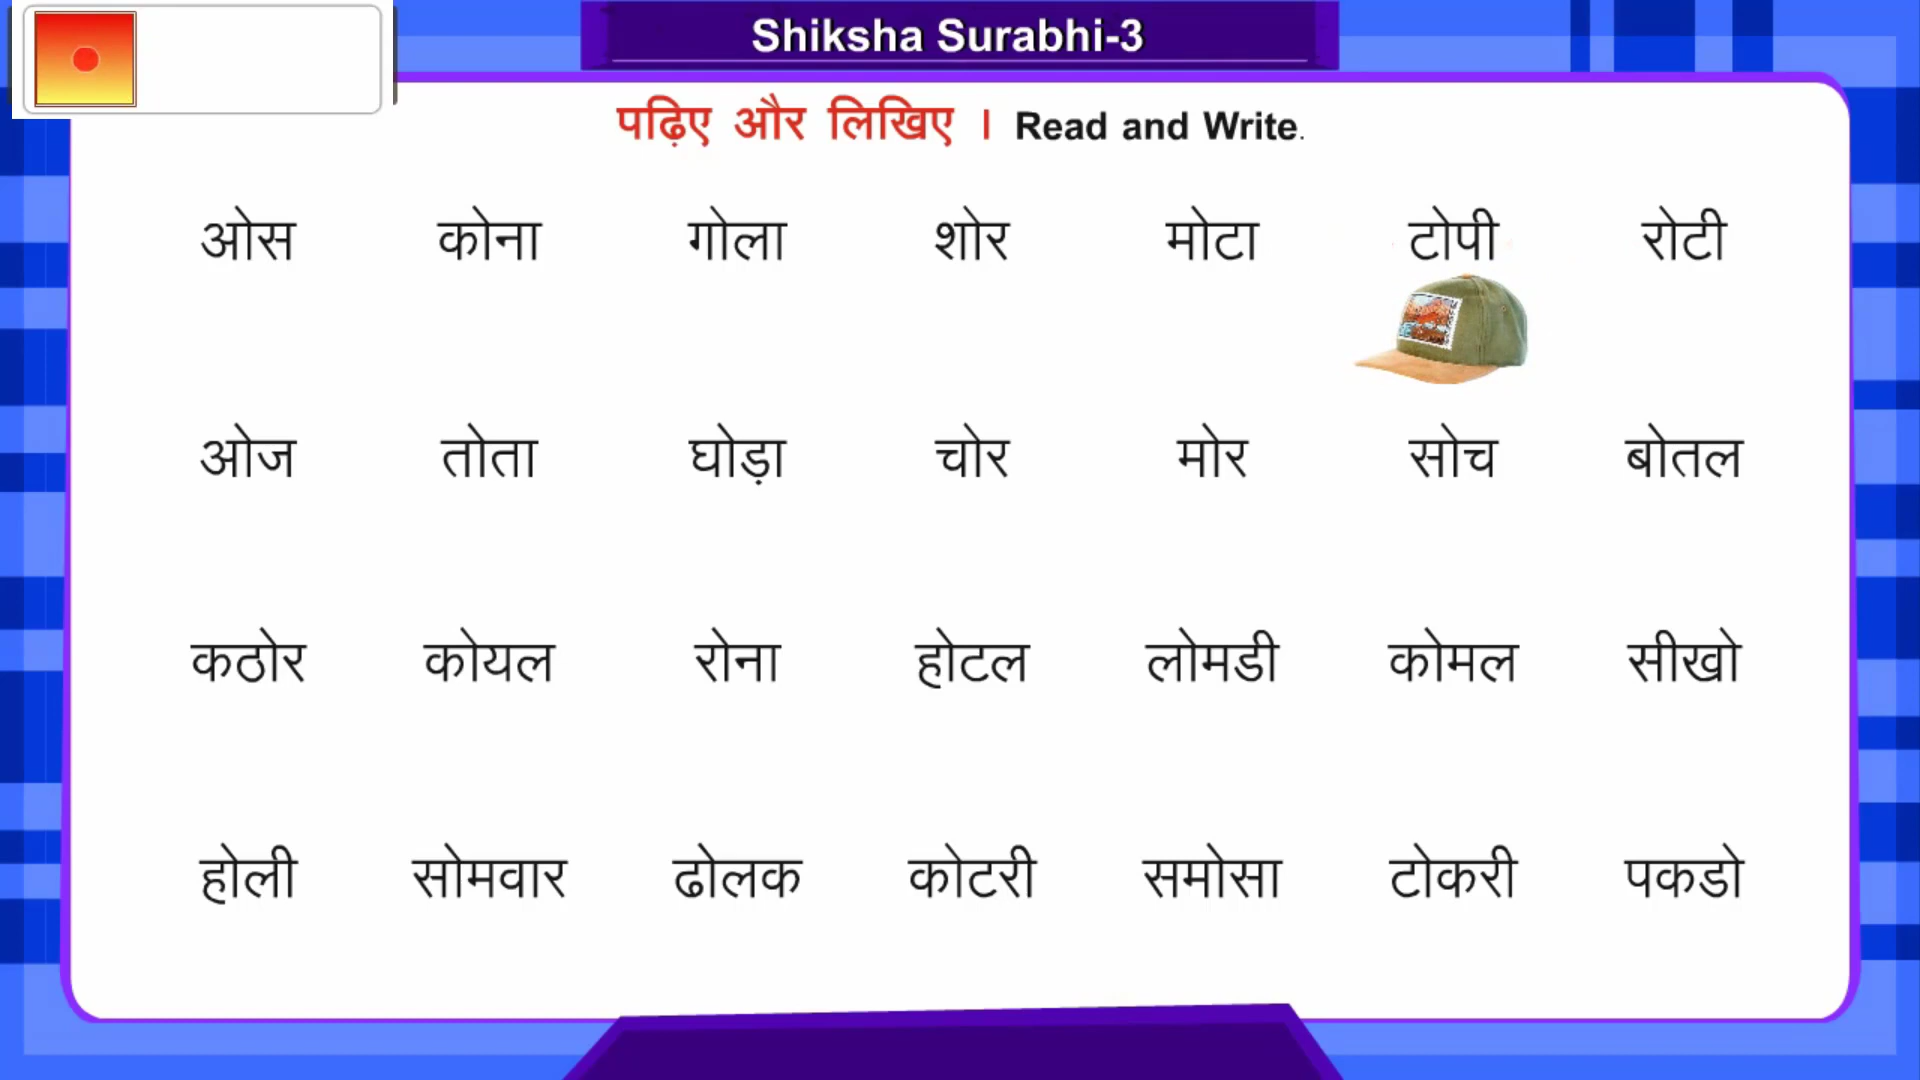 Shiksha Surabhi-3
पढ़िए और लिखिए । Read and Write.
ओस कोना गोला शोर मोटा टोपी रोटी
ओज तोता घोड़ा चोर मोर सोच बोतल
कठोर कोयल रोना होटल लोमडी कोमल सीखो
होली सोमवार ढोलक कोटरी समोसा टोकरी पकडो